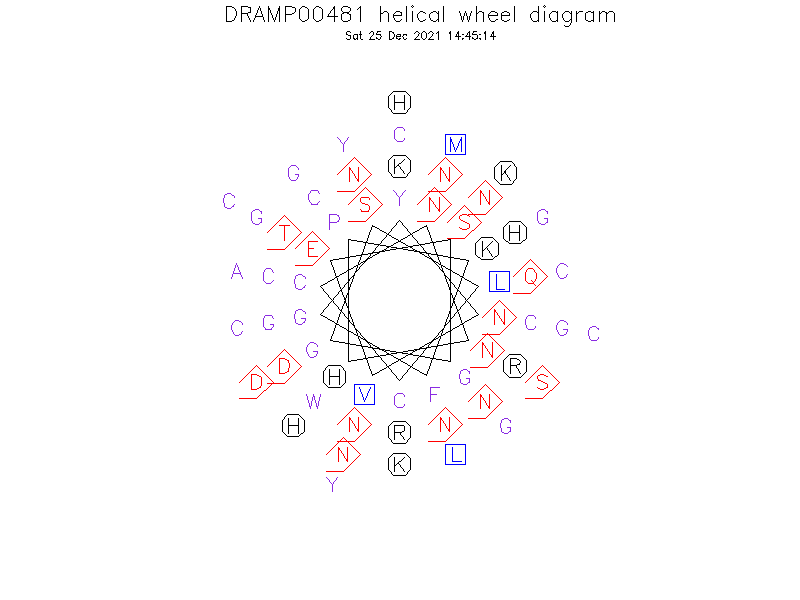 DRAMP00481 helical wheel diagram
Sat 25 Dec 2021 14:45:14
H
C
Y M
K
G N N K
C C S Y N N
G P S H G
T E K
A C C L Q C
C G G N C G C
G N
D D H R S
G
W V C F N
H N R N G
N K L
Y